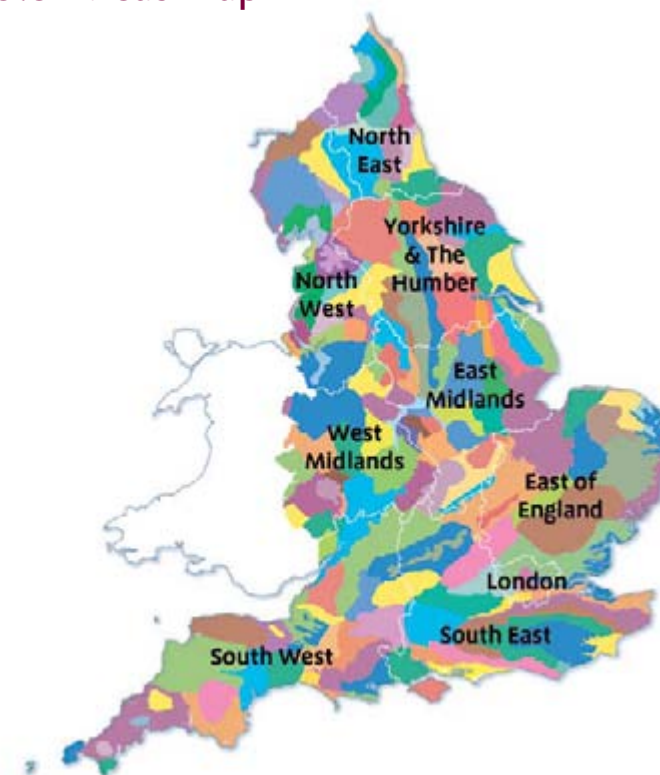 North
East
Yorkshire
& The
Humber
North
West
East
Midlands
West
Midlands
East of
England
London
South East
South West